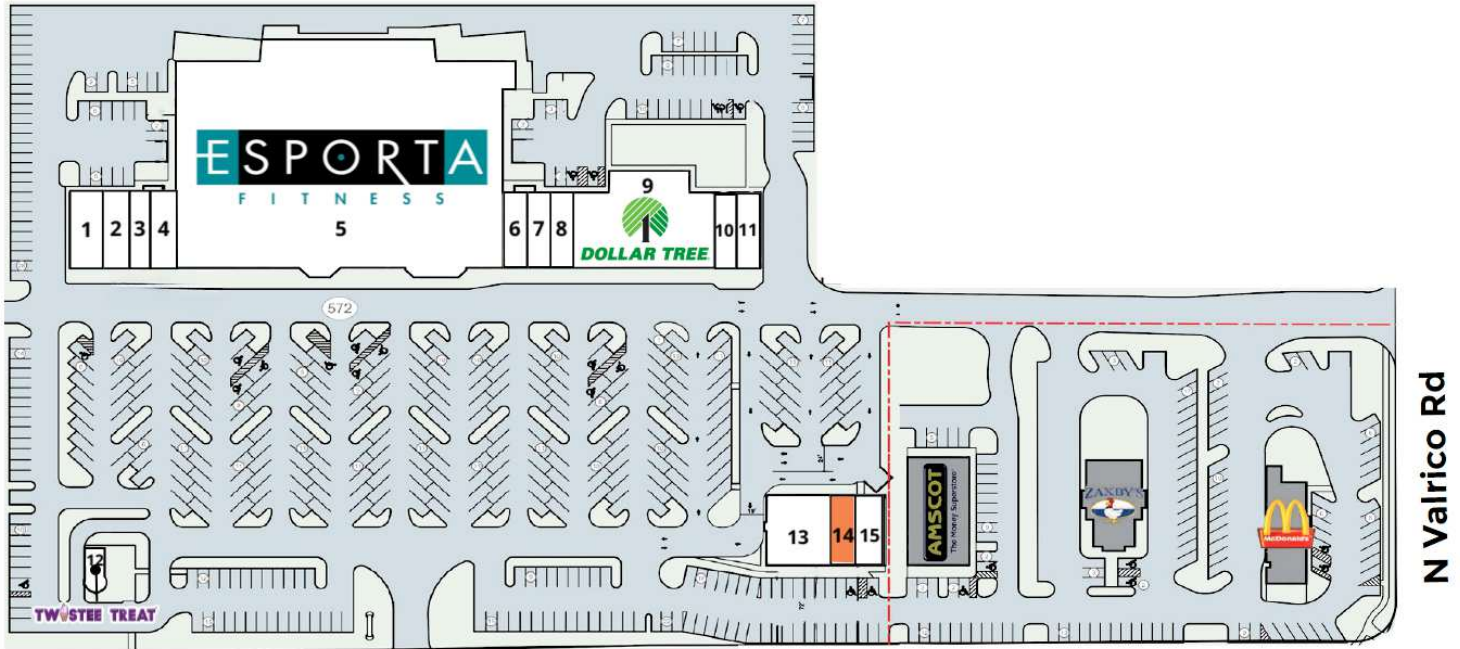 ESPORTA
FITNESS
1 2 3 4 5 6 7 8 9 10 11
DOLLAR TREE
572
12
TWISTEE TREAT
13 14 15
AMSCOT
The Money Superstore
ZAXBY'S
McDonald's
N Valrico Rd